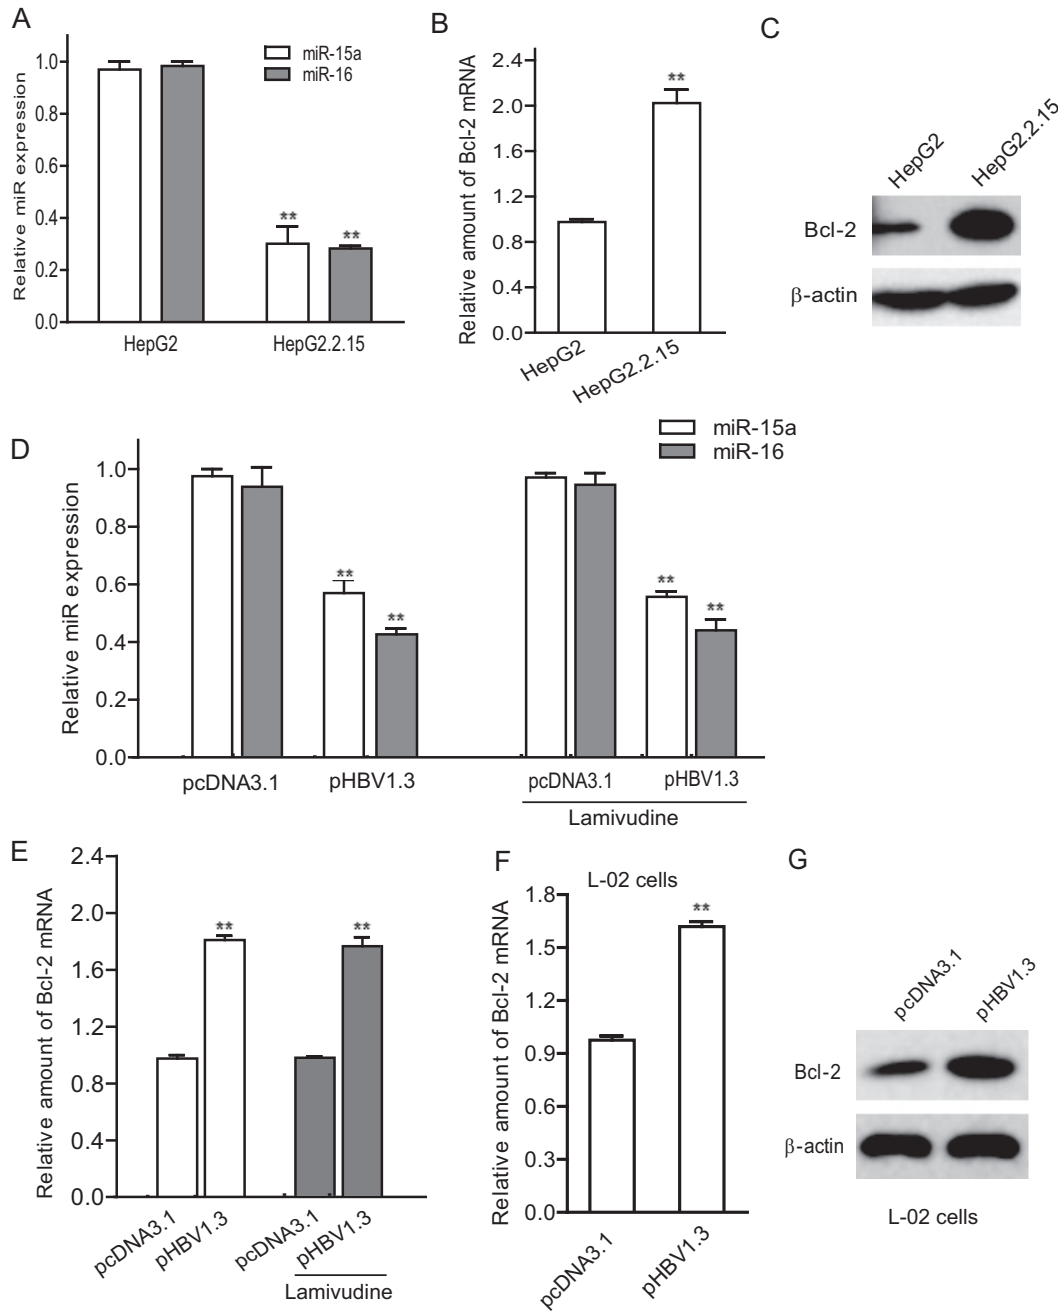 A
Relative miR expression
1.0
0.8
0.6
0.4
0.2
0.0
miR-15a
miR-16
**
**
HepG2
HepG2.2.15
B
Relative amount of Bcl-2 mRNA
2.4
2.0
1.6
1.2
0.8
0.4
0.0
**
HepG2
HepG2.2.15
C
HepG2
HepG2.2.15
Bcl-2
β-actin
D
Relative miR expression
1.0
0.8
0.6
0.4
0.2
0.0
miR-15a
miR-16
**
**
**
**
pcDNA3.1
pHBV1.3
pcDNA3.1
pHBV1.3
Lamivudine
E
Relative amount of Bcl-2 mRNA
2.4
2.0
1.6
1.2
0.8
0.4
0.0
**
**
pcDNA3.1
pHBV1.3
pcDNA3.1
pHBV1.3
Lamivudine
F
L-02 cells
Relative amount of Bcl-2 mRNA
1.8
1.5
1.2
0.9
0.6
0.3
0.0
**
pcDNA3.1
pHBV1.3
G
pcDNA3.1
pHBV1.3
Bcl-2
β-actin
L-02 cells